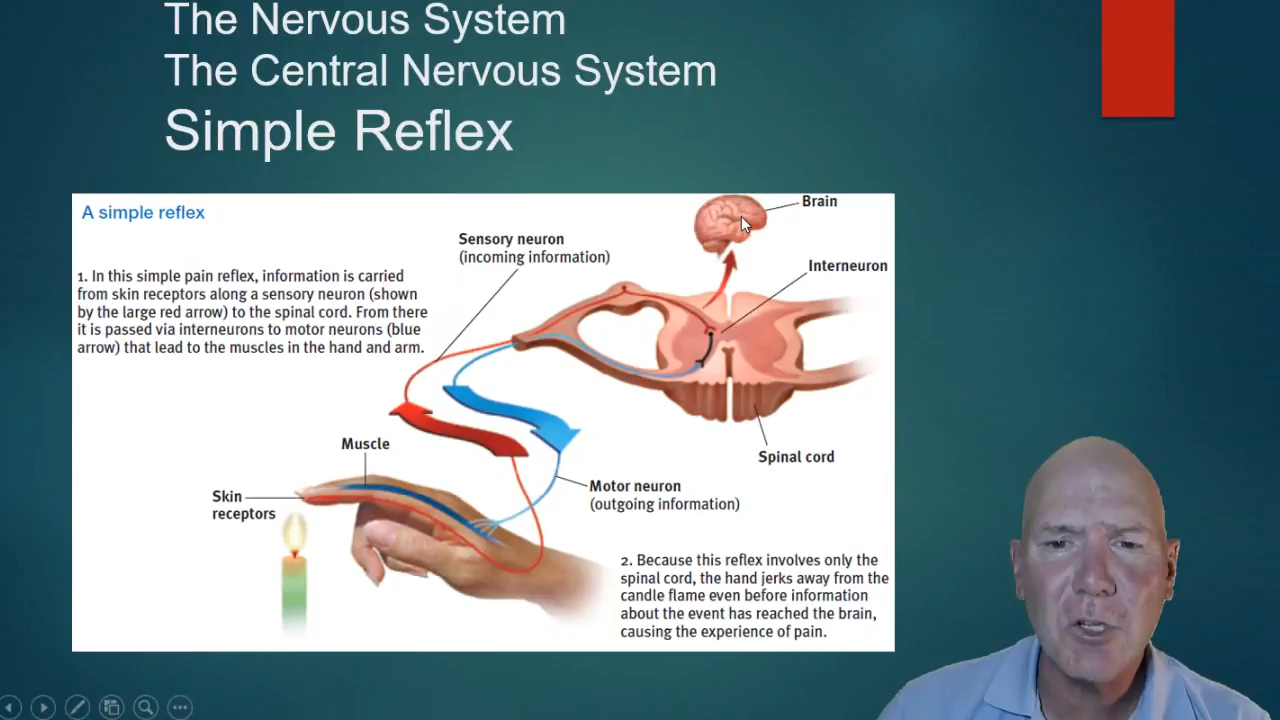 The Nervous System
The Central Nervous System
Simple Reflex
A simple reflex
Brain
Sensory neuron
(incoming information)
Interneuron
1. In this simple pain reflex, information is carried
from skin receptors along a sensory neuron (shown
by the large red arrow) to the spinal cord. From there
it is passed via interneurons to motor neurons (blue
arrow) that lead to the muscles in the hand and arm.
Muscle
Spinal cord
Skin
receptors
Motor neuron
(outgoing information)
2. Because this reflex involves only the
spinal cord, the hand jerks away from the
candle flame even before information
about the event has reached the brain,
causing the experience of pain.